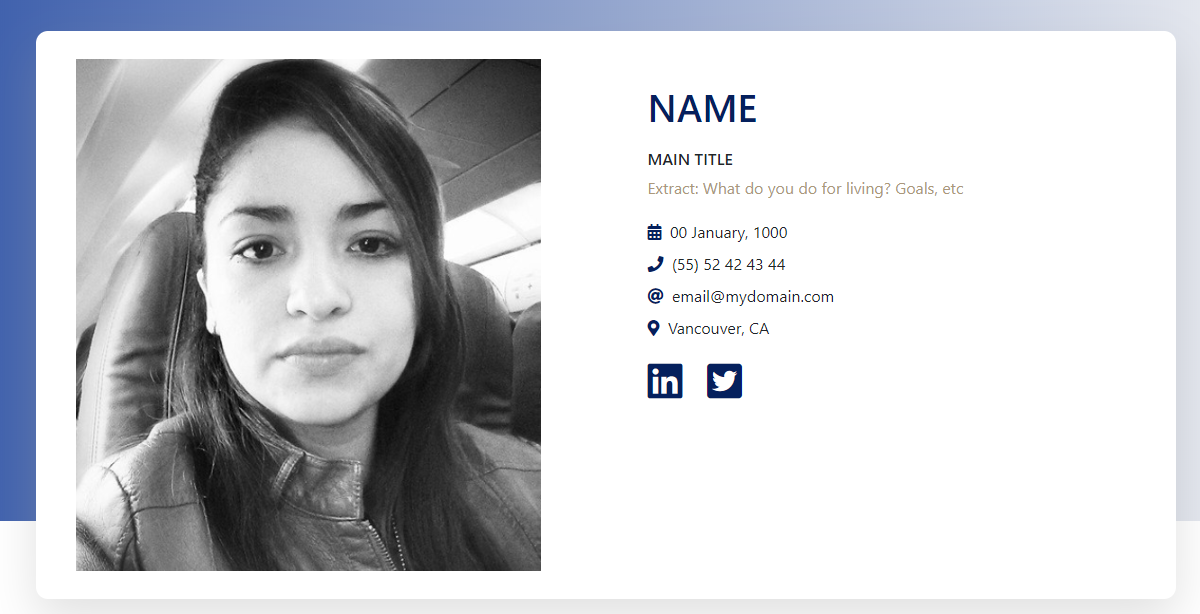 NAME
MAIN TITLE
Extract: What do you do for living? Goals, etc
00 January, 1000
(55) 52 42 43 44
email@mydomain.com
Vancouver, CA
in